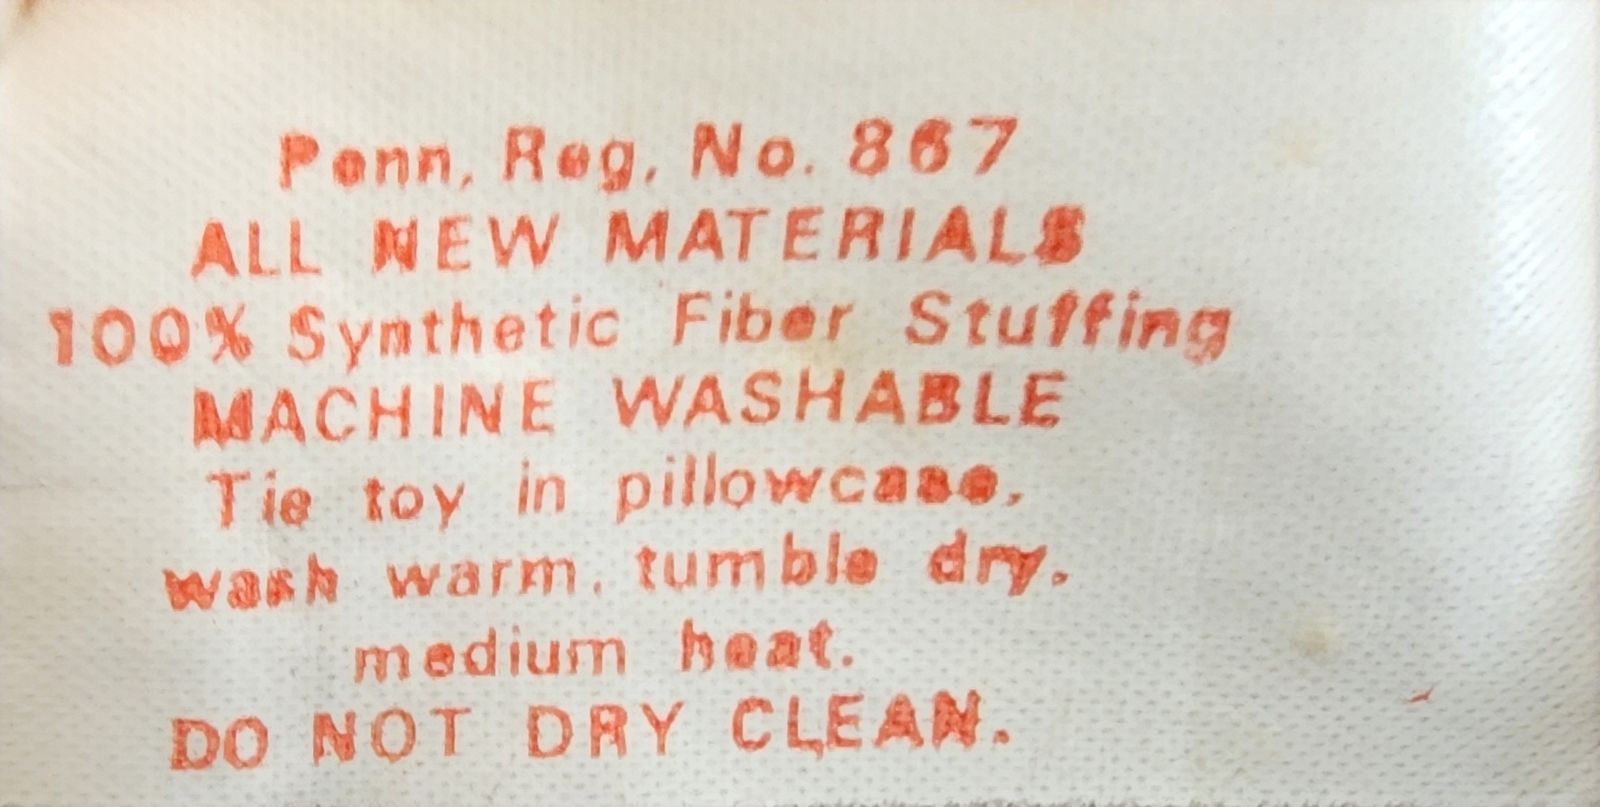 Penn. Reg. No. 867
ALL NEW MATERIALS
100% Synthetic Fiber Stuffing
MACHINE WASHABLE
Tie toy in pillowcase,
wash warm, tumble dry.
medium heat.
DO NOT DRY CLEAN.